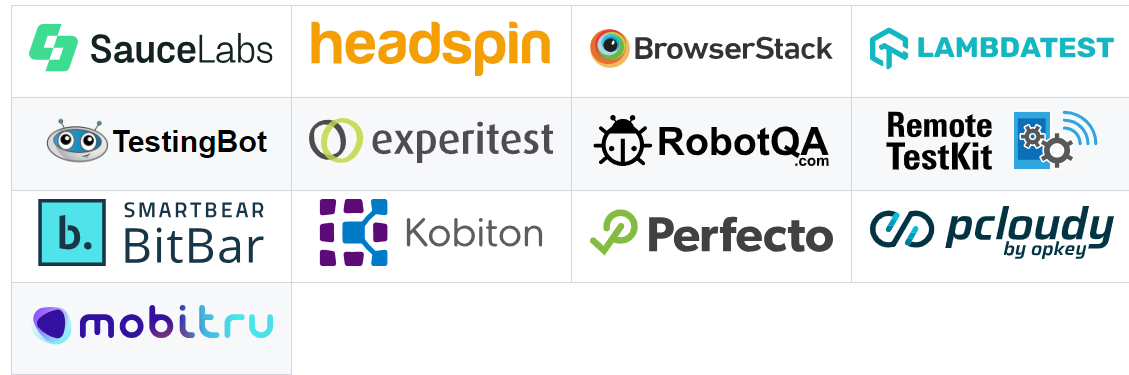 SauceLabs
headspin
BrowserStack
LAMBDATEST
TestingBot
experitest
RobotQA
.com
Remote
TestKit
b.
SMARTBEAR
BitBar
Kobiton
Perfecto
pcloudy
by opkey
mobitru